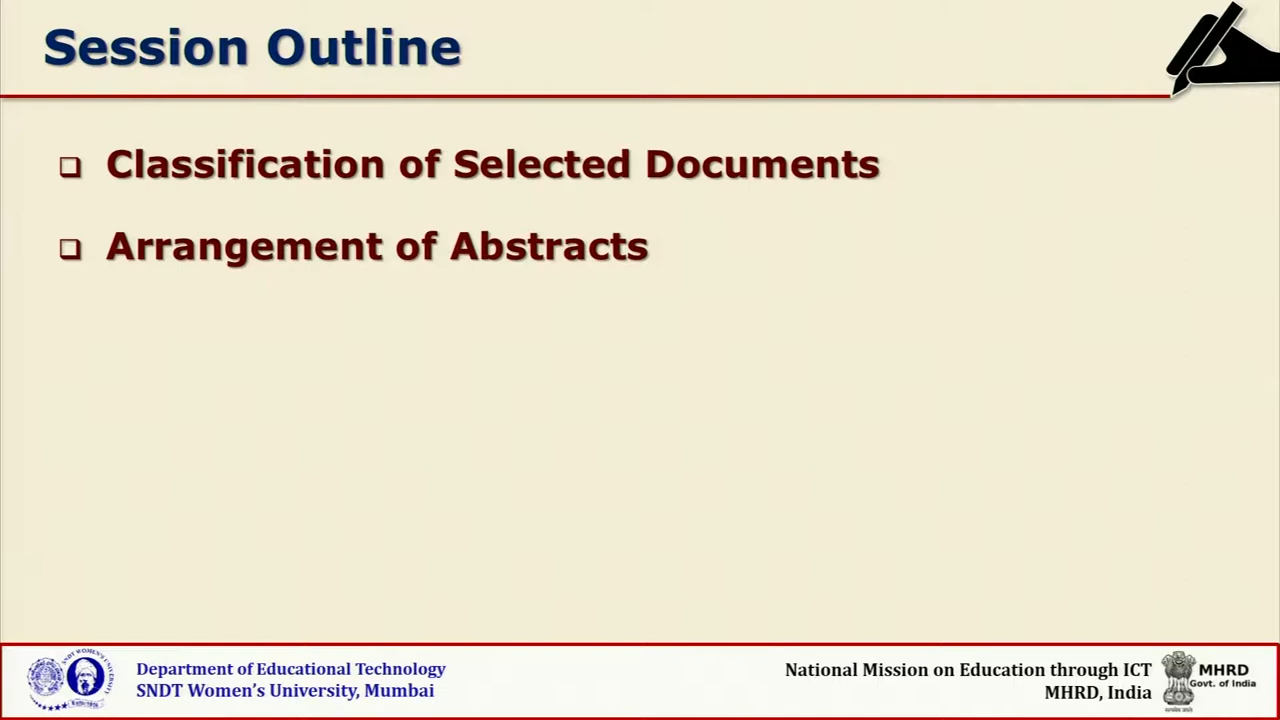 Session Outline
Classification of Selected Documents
Arrangement of Abstracts
Department of Educational Technology
SNDT Women's University, Mumbai
National Mission on Education through ICT
MHRD, India
MHRD
Govt. of India